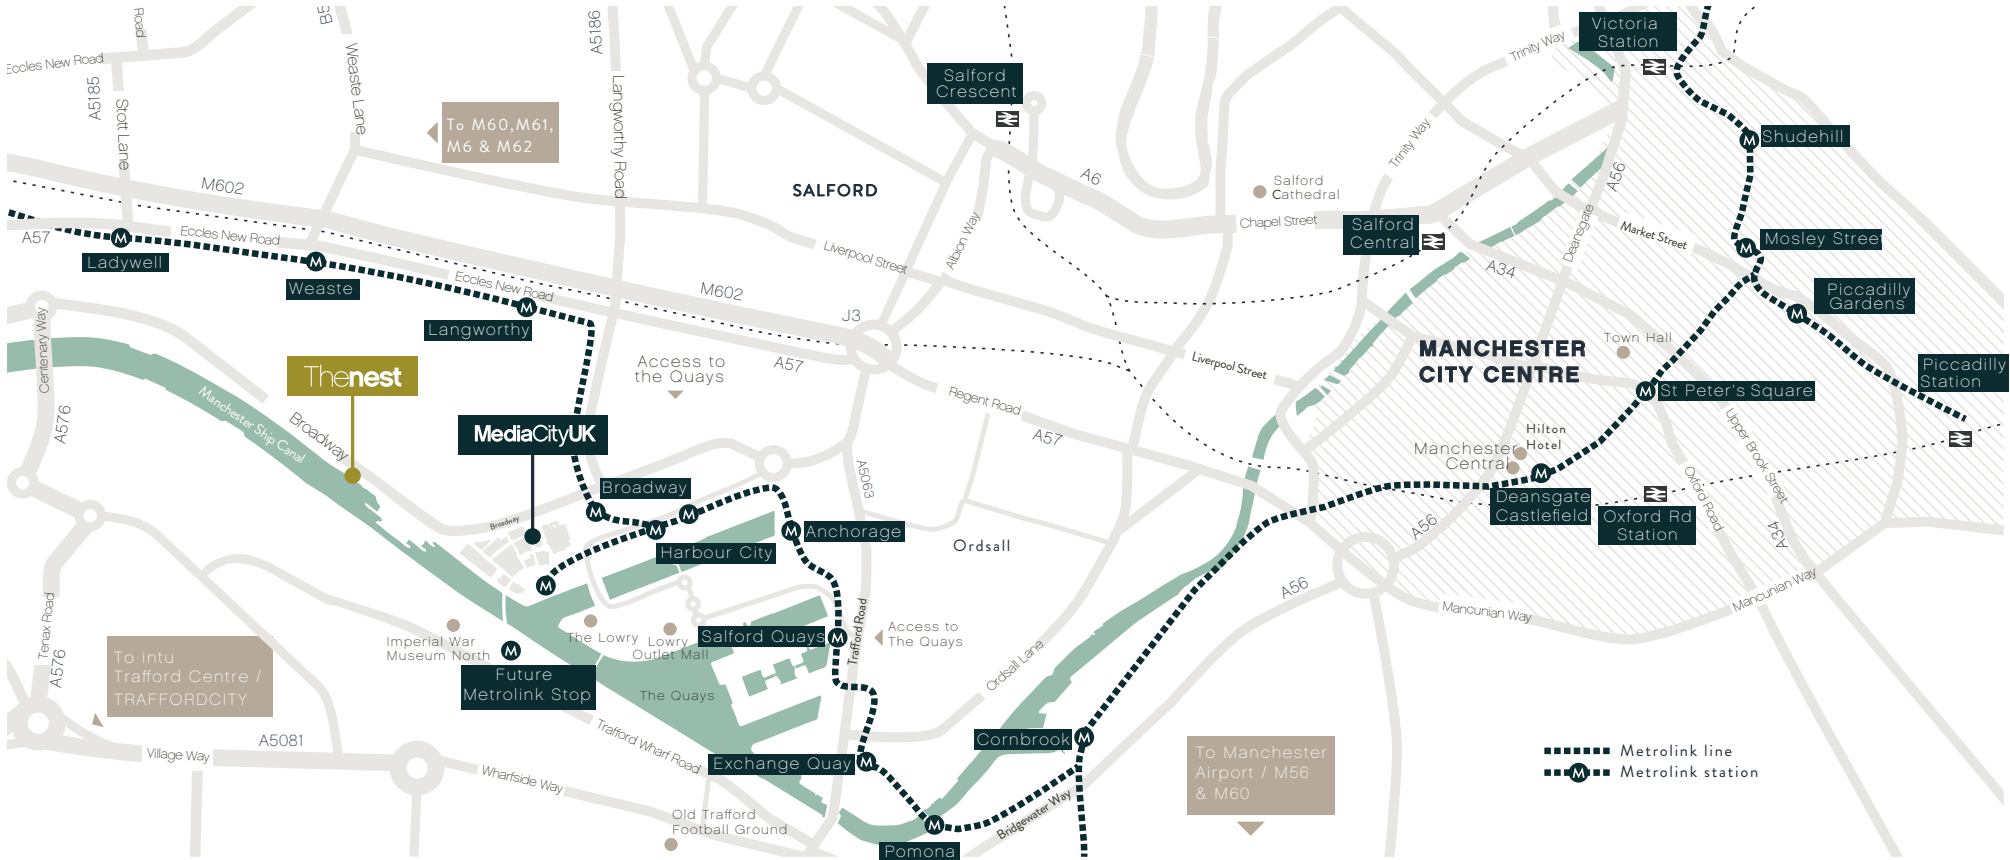 Road
Eccles New Road
A5185
Stott Lane
Weaste Lane
A5186
Langworthy Road
To M60,M61,
M6 & M62
M602
A57
Eccles New Road
Ladywell
Weaste
Eccles New Road
Langworthy
M602
J3
A57
SALFORD
Liverpool Street
Albion Way
Salford
Crescent
A6
Salford
Cathedral
Chapel Street
Salford
Central
Trinity Way
Trinity Way
Victoria
Station
Shudehill
A56
Deansgate
Market Street
A34
Mosley Street
Piccadilly
Gardens
Piccadilly
Station
Town Hall
MANCHESTER
CITY CENTRE
St Peter's Square
Liverpool Street
Hilton
Hotel
Manchester
Central
Deansgate
Castlefield
Oxford Rd
Station
Upper Brook Street
Oxford Road
A34
A56
Mancunian Way
Mancunian Way
A56
Regent Road
A57
Access to
the Quays
Centenary Way
A576
Manchester Ship Canal
Broadway
Thenest
MediaCityUK
Broadway
Broadway
Harbour City
Anchorage
A5063
Ordsall
Tenax Road
A576
To intu
Trafford Centre /
TRAFFORDCITY
Imperial War
Museum North
Future
Metrolink Stop
The Lowry
Lowry
Outlet Mall
Salford Quays
The Quays
Trafford Road
Access to
The Quays
Ordsall Lane
Village Way
A5081
Wharfside Way
Trafford Wharf Road
Exchange Quay
Old Trafford
Football Ground
Pomona
Cornbrook
Bridgewater Way
To Manchester
Airport / M56
& M60
Metrolink line
M Metrolink station